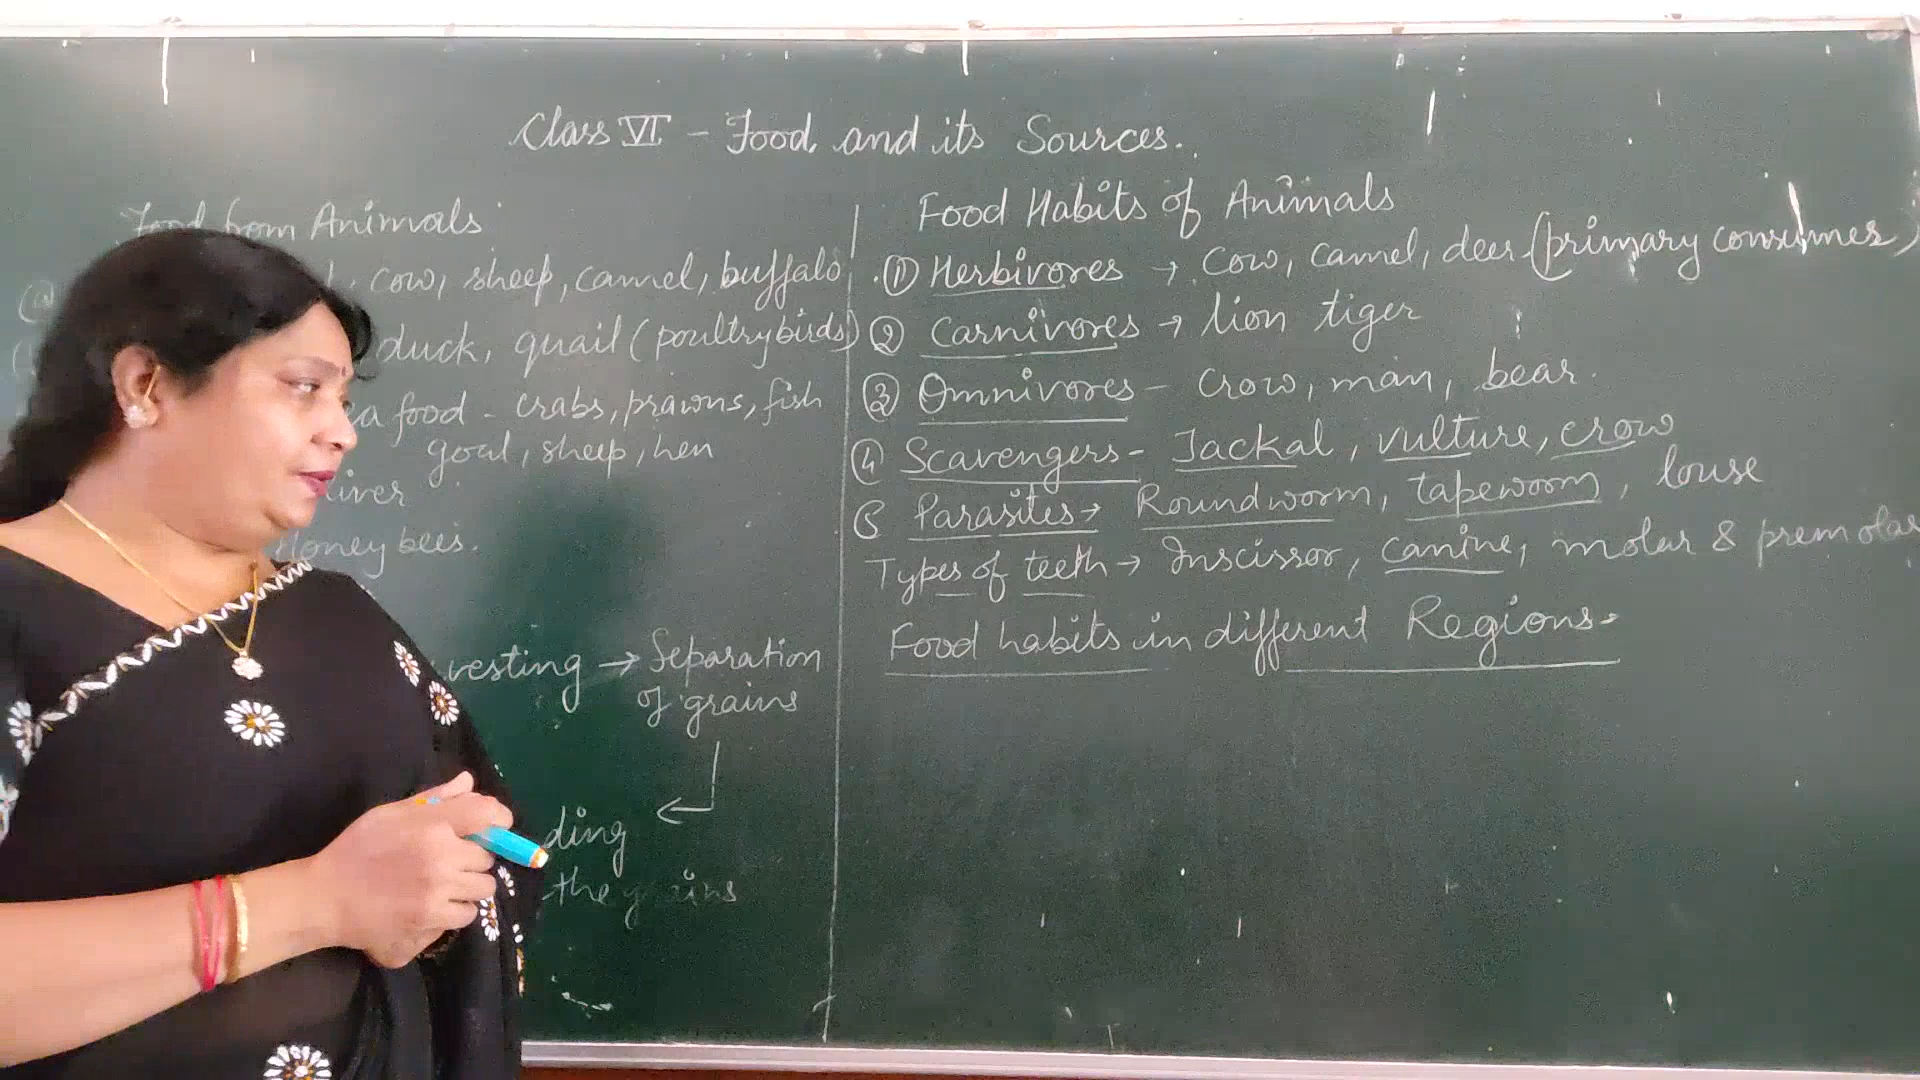 Class VI - Food and its Sources.
Food from Animals
cow, sheep, camel, buffalo
duck, quail (poultry birds)
a food - crabs, prawns, fish
goat, sheep, hen
liver
Honey bees.
vesting → Separation
of grains
ding
the grains
Food Habits of Animals
① Herbivores → Cow, camel, deer (primary consumers)
② Carnivores → lion tiger
③ Omnivores - Crow, man, bear.
④ Scavengers - Jackal, vulture, crow
5 Parasites → Roundworm, tapeworm, louse
Types of teeth → Inscissor, canine, molar & premolar
Food habits in different Regions-